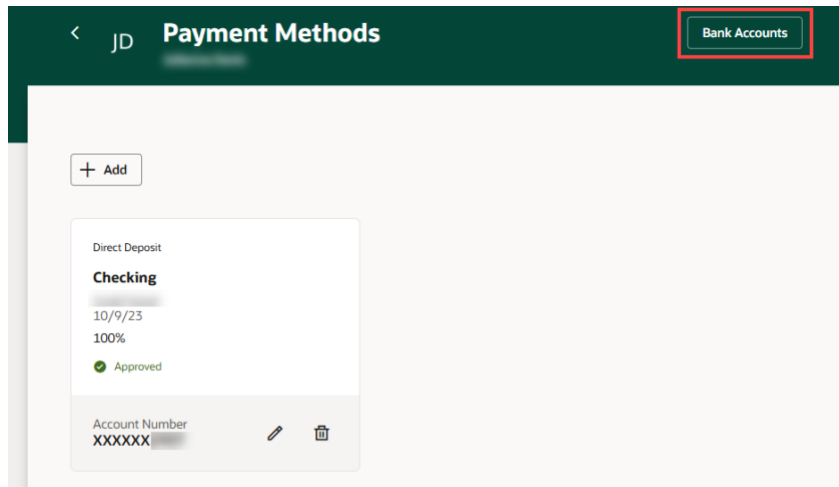 JD
Payment Methods
Bank Accounts
+ Add
Direct Deposit
Checking
10/9/23
100%
Approved
Account Number
XXXXXX